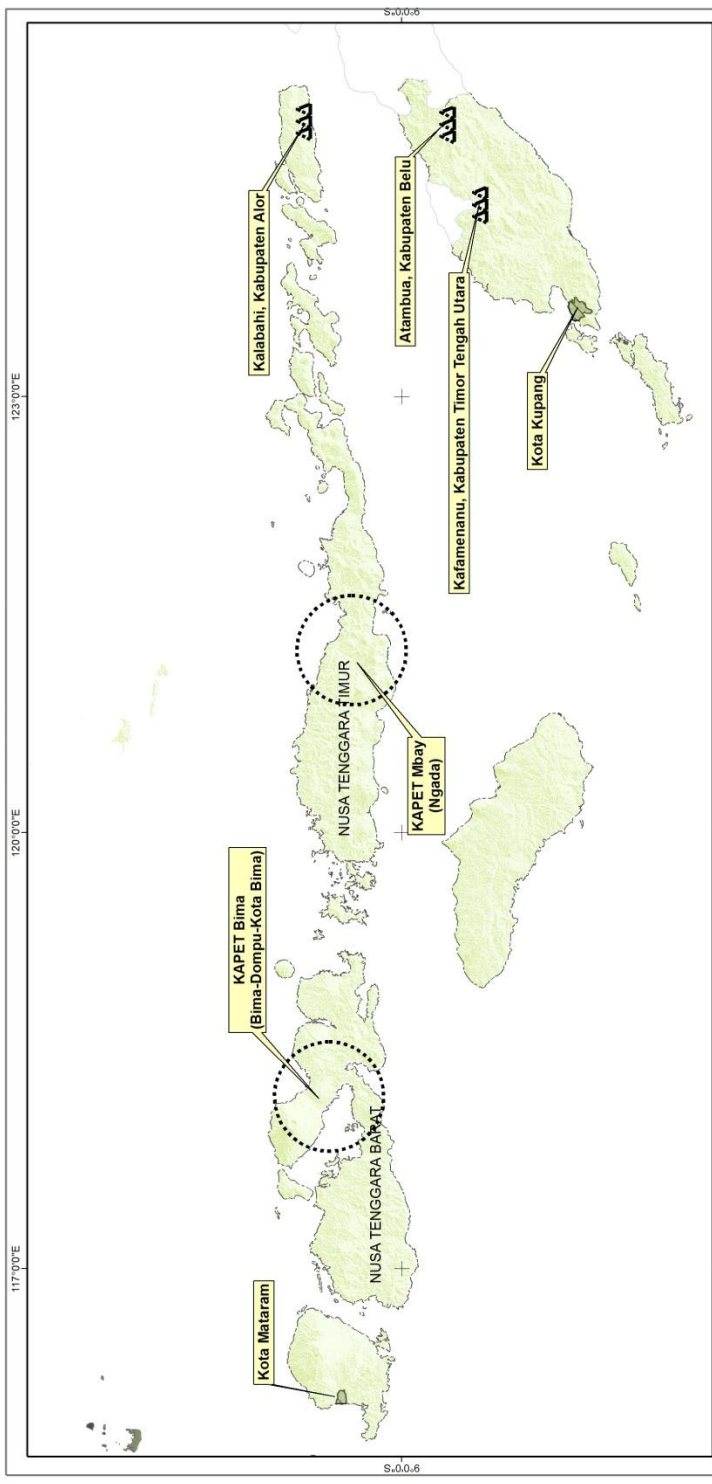 117°0'0"E
120°0'0"E
123°0'0"E
9°0'0"S
9°0'0"S
Kota Mataram
KAPET Bima
(Bima-Dompu-Kota Bima)
NUSA TENGGARA BARAT
NUSA TENGGARA TIMUR
KAPET Mbay
(Ngada)
Kalabahi, Kabupaten Alor
Atambua, Kabupaten Belu
Kafamenanu, Kabupaten Timor Tengah Utara
Kota Kupang